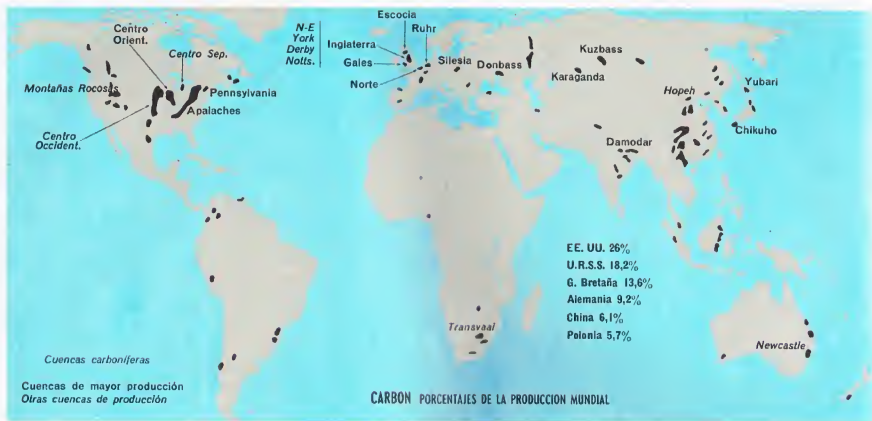 Escocia
N-E
York
Derby
Notts.
Ruhr
Inglaterra
Gales
Silesia
Donbass
Norte
Kuzbass
Karaganda
Hopeh
Yubari
Chikuho
Damodar
Centro
Orient.
Centro Sep.
Montañas Rocosas
Pennsylvania
Apalaches
Centro
Occident.
EE. UU. 26%
U.R.S.S. 18,2%
G. Bretaña 13,6%
Alemania 9,2%
China 6,1%
Polonia 5,7%
Transvaal
Newcastle
Cuencas carboníferas
Cuencas de mayor producción
Otras cuencas de producción
CARBON PORCENTAJES DE LA PRODUCCION MUNDIAL